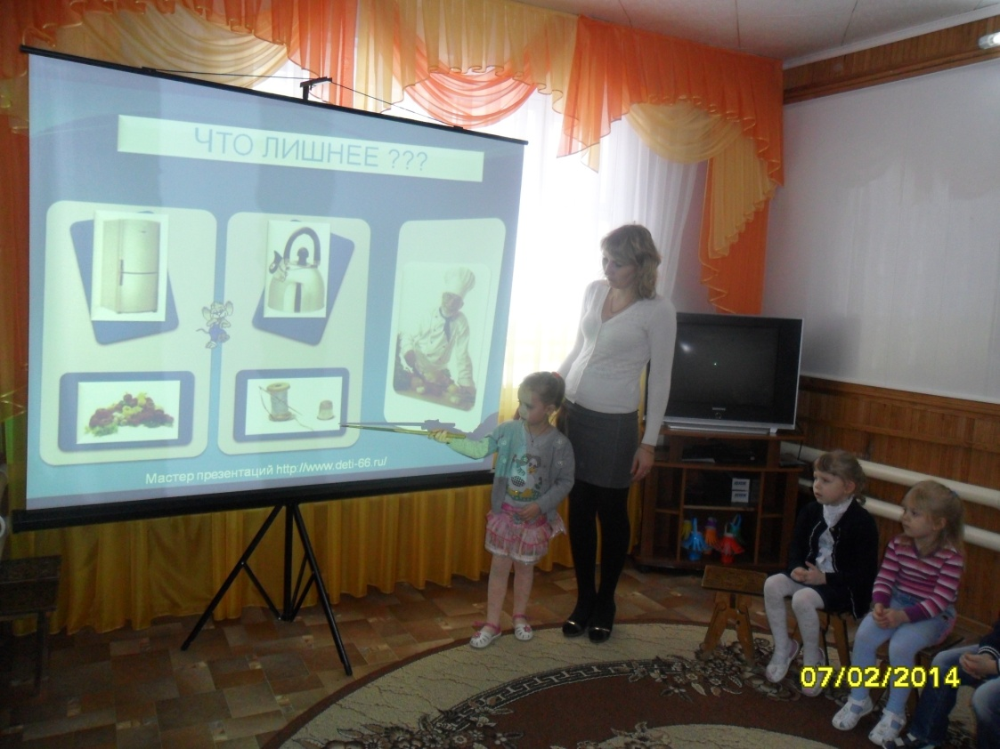 ЧТО ЛИШНЕЕ ???
Мастер презентаций http://www.deti-66.ru/
07/02/2014